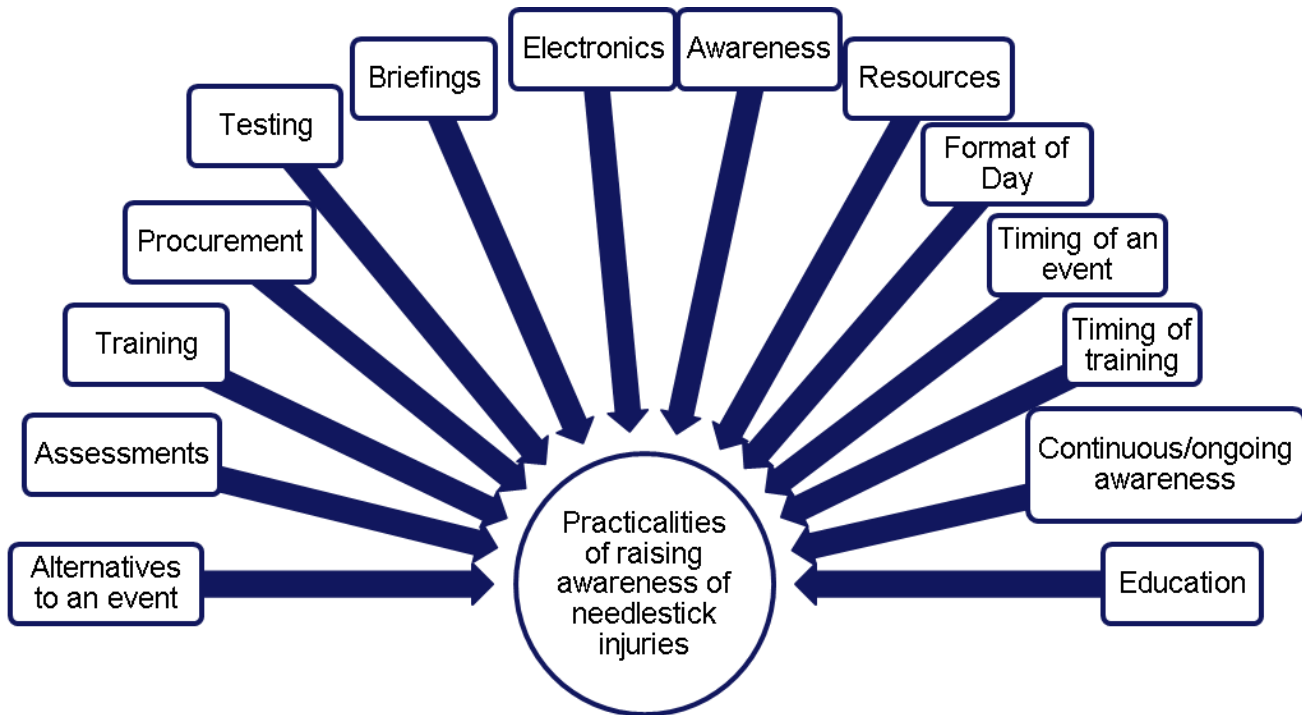 Electronics
Awareness
Briefings
Resources
Testing
Format of
Day
Procurement
Timing of an
event
Training
Timing of
training
Assessments
Continuous/ongoing
awareness
Alternatives
to an event
Education
Practicalities
of raising
awareness of
needlestick
injuries